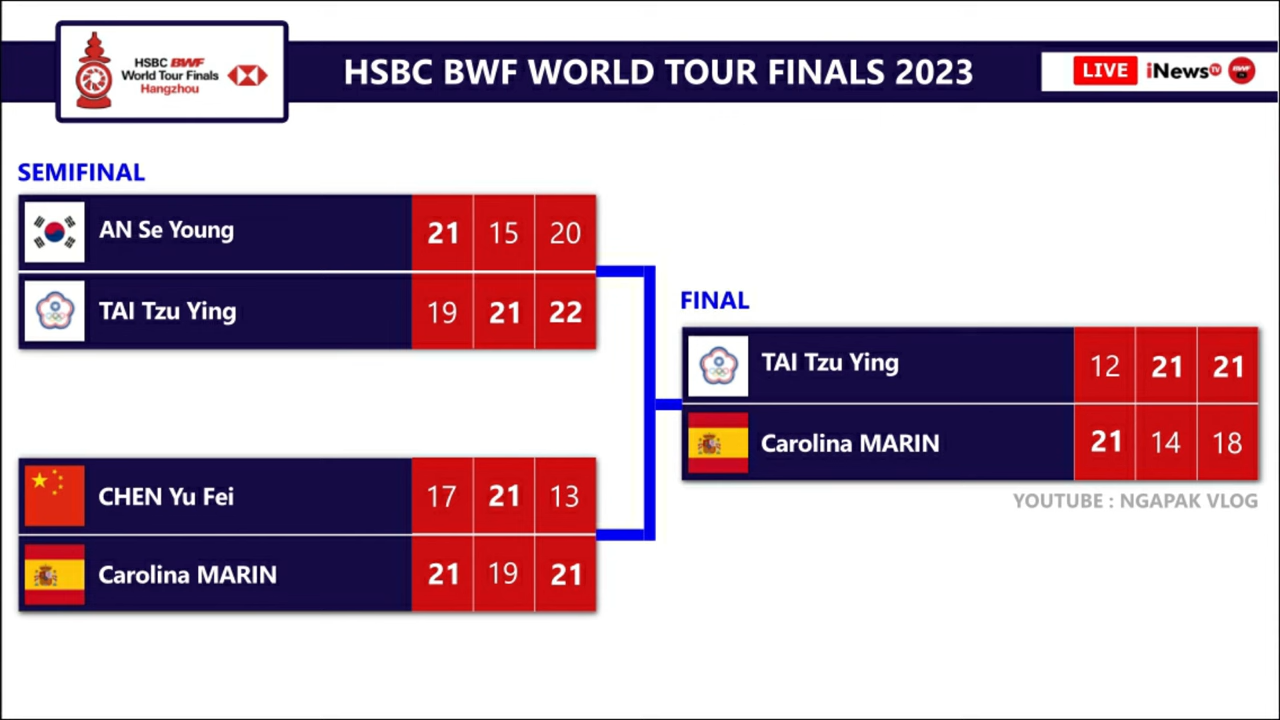 HSBC BWF
World Tour Finals
Hangzhou
HSBC BWF WORLD TOUR FINALS 2023
LIVE iNews TV BWF
SEMIFINAL
AN Se Young 21 15 20
TAI Tzu Ying 19 21 22
CHEN Yu Fei 17 21 13
Carolina MARIN 21 19 21
FINAL
TAI Tzu Ying 12 21 21
Carolina MARIN 21 14 18
YOUTUBE : NGAPAK VLOG